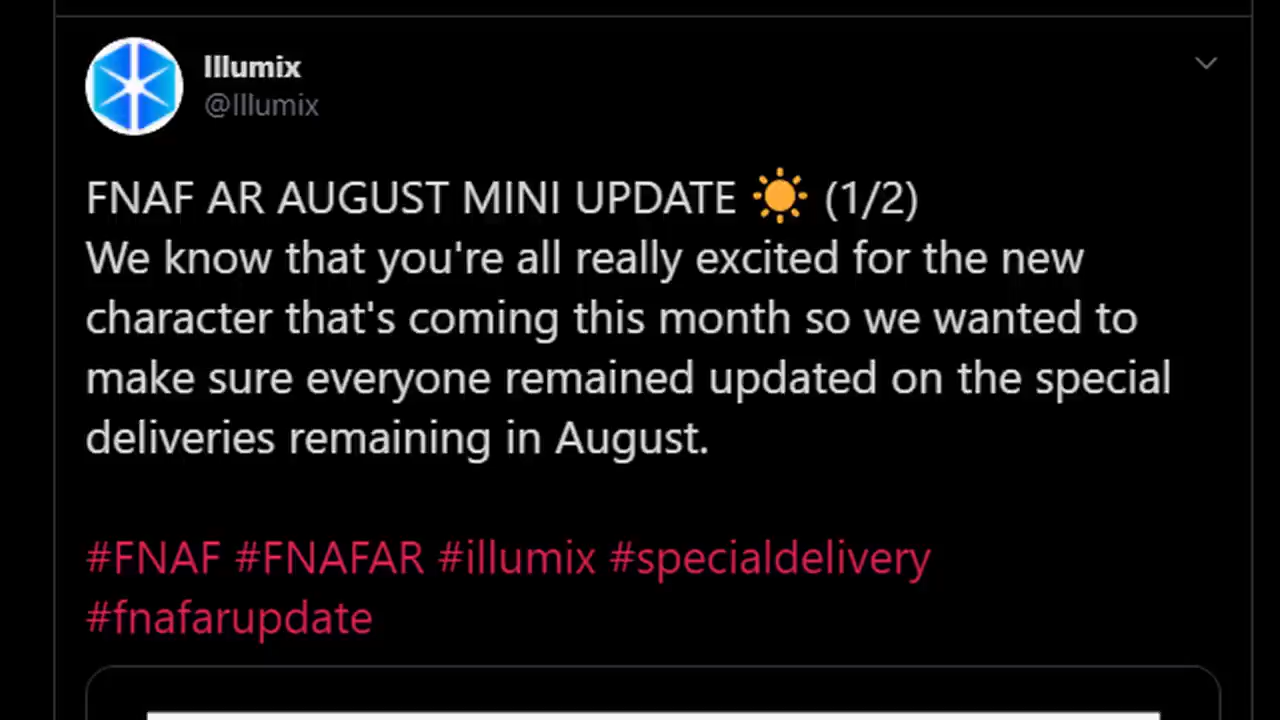 Illumix
@Illumix
FNAF AR AUGUST MINI UPDATE ☀️ (1/2)
We know that you're all really excited for the new
character that's coming this month so we wanted to
make sure everyone remained updated on the special
deliveries remaining in August.
#FNAF #FNAFAR #illumix #specialdelivery
#fnafarupdate